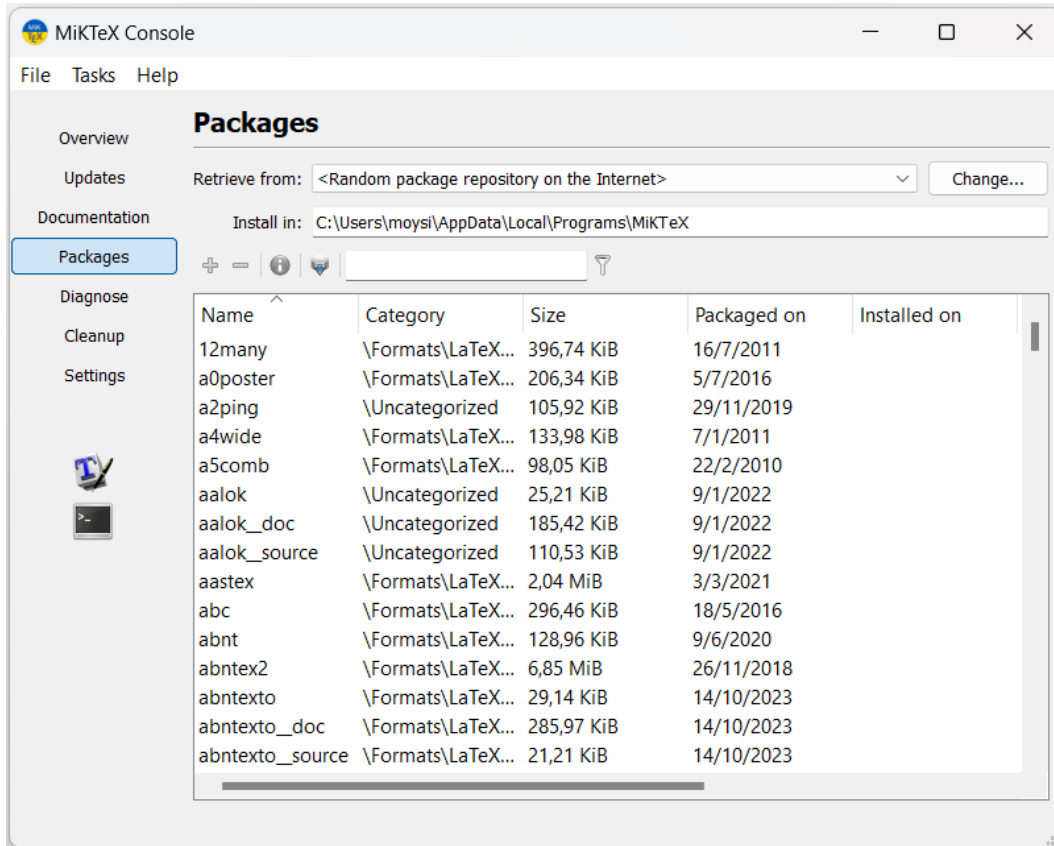 MiKTeX Console
File Tasks Help
Packages
Overview
Updates
Documentation
Packages
Diagnose
Cleanup
Settings
Retrieve from: <Random package repository on the Internet> Change...
Install in: C:\Users\moysi\AppData\Local\Programs\MiKTeX
Name Category Size Packaged on Installed on
12many \Formats\LaTeX... 396,74 KiB 16/7/2011
a0poster \Formats\LaTeX... 206,34 KiB 5/7/2016
a2ping \Uncategorized 105,92 KiB 29/11/2019
a4wide \Formats\LaTeX... 133,98 KiB 7/1/2011
a5comb \Formats\LaTeX... 98,05 KiB 22/2/2010
aalok \Uncategorized 25,21 KiB 9/1/2022
aalok__doc \Uncategorized 185,42 KiB 9/1/2022
aalok__source \Uncategorized 110,53 KiB 9/1/2022
aastex \Formats\LaTeX... 2,04 MiB 3/3/2021
abc \Formats\LaTeX... 296,46 KiB 18/5/2016
abnt \Formats\LaTeX... 128,96 KiB 9/6/2020
abntex2 \Formats\LaTeX... 6,85 MiB 26/11/2018
abntexto \Formats\LaTeX... 29,14 KiB 14/10/2023
abntexto__doc \Formats\LaTeX... 285,97 KiB 14/10/2023
abntexto__source \Formats\LaTeX... 21,21 KiB 14/10/2023